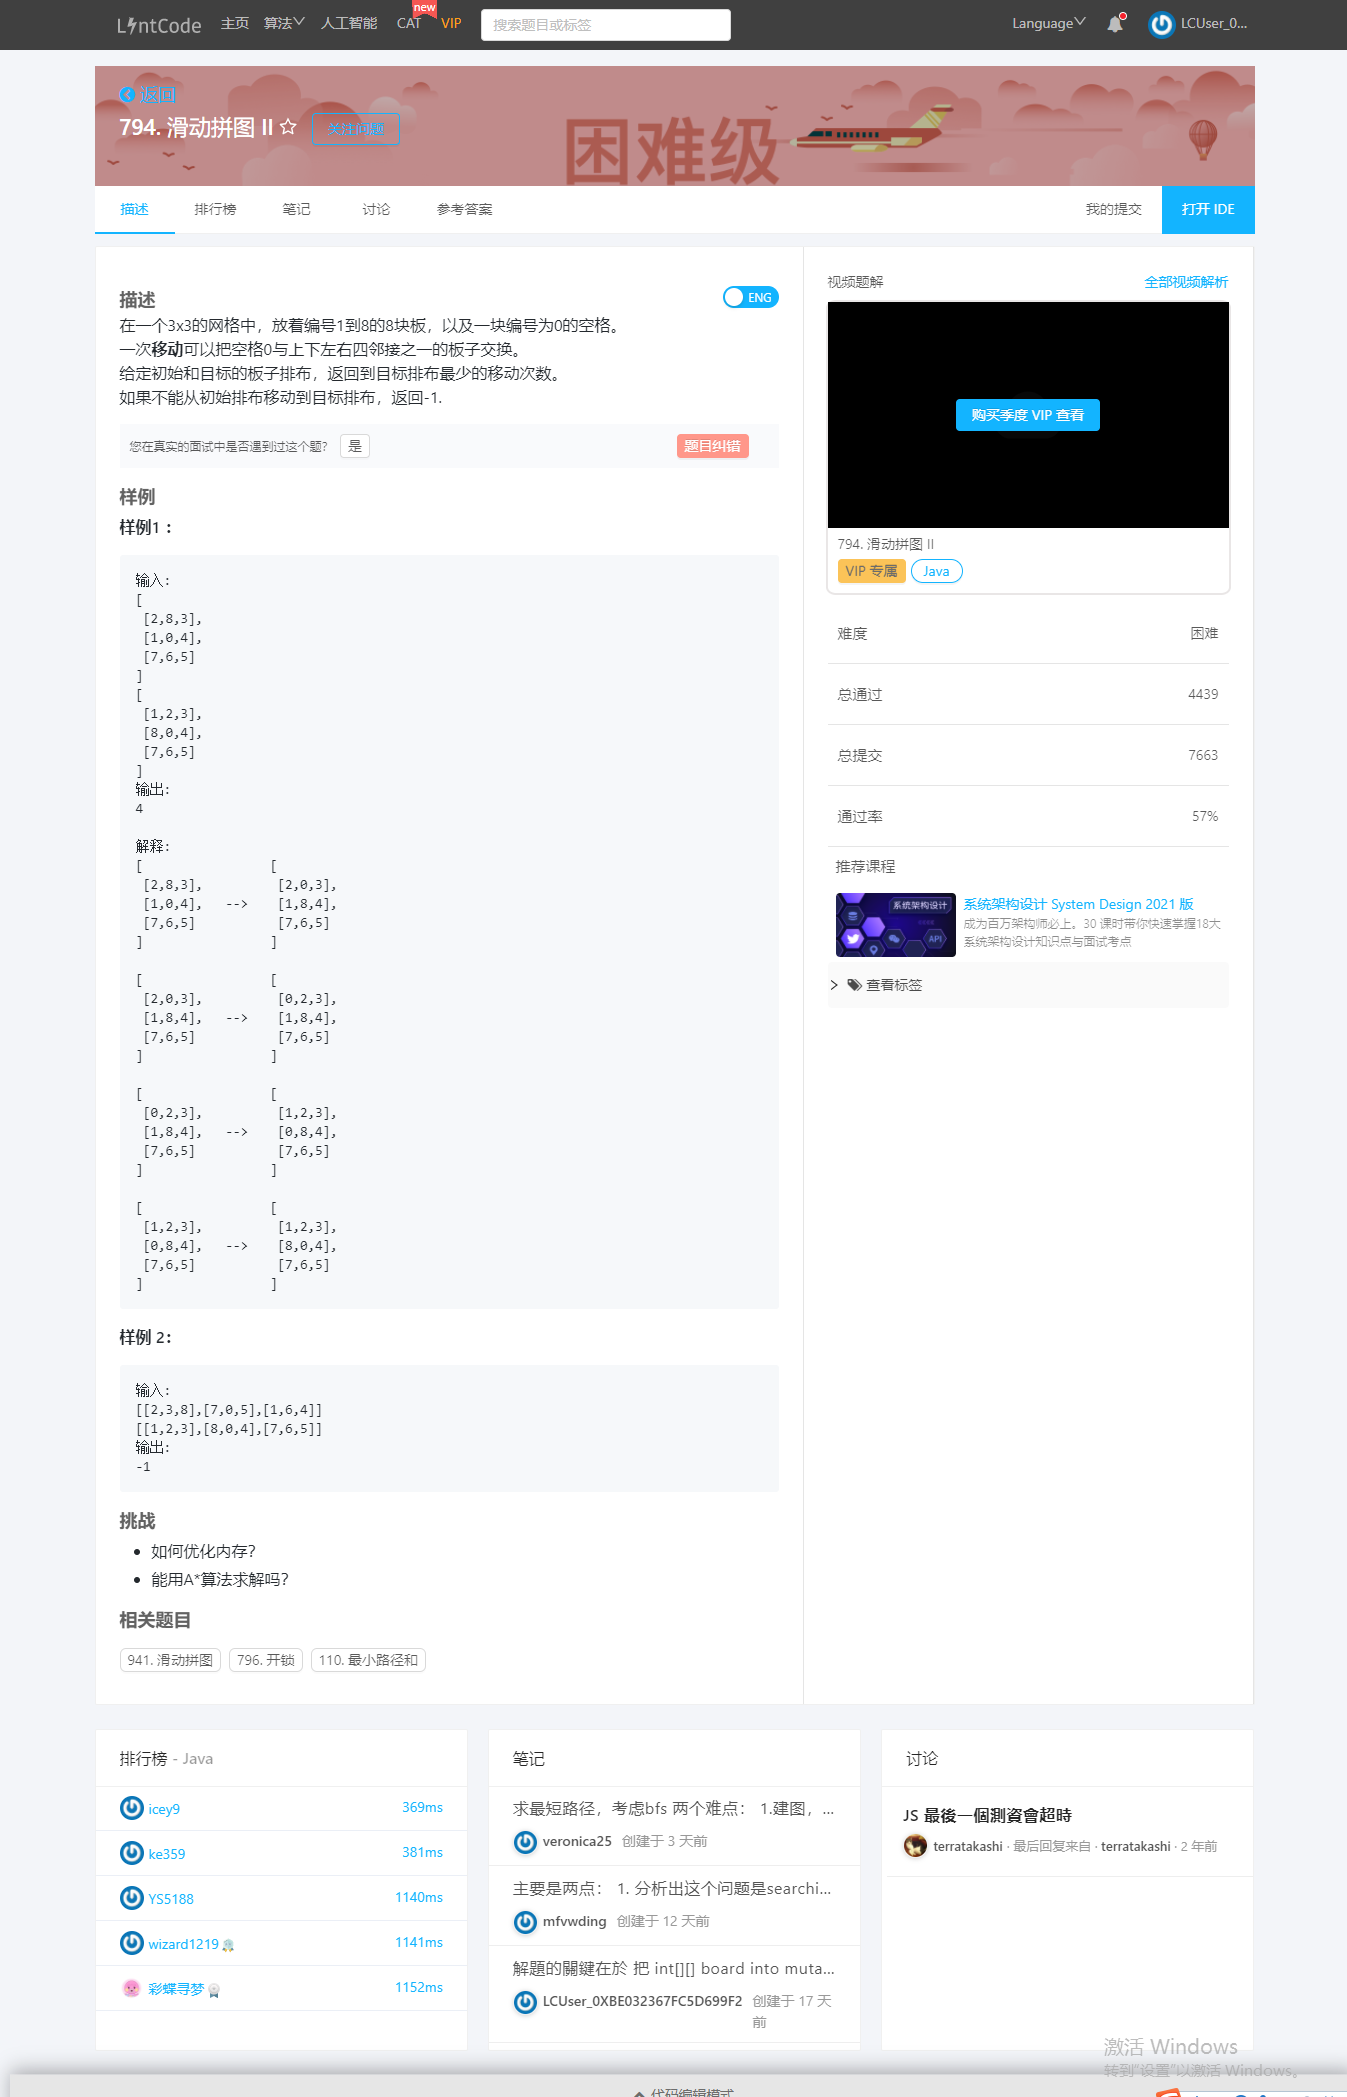 LintCode 主页 算法 人工智能 CAT new VIP 搜索题目或标签 Language LCUser_0...
返回
794. 滑动拼图 II 关注问题
困难级
描述 排行榜 笔记 讨论 参考答案 我的提交 打开 IDE
描述 ENG
在一个3x3的网格中，放着编号1到8的8块板，以及一块编号为0的空格。
一次移动可以把空格0与上下左右四邻接之一的板子交换。
给定初始和目标的板子排布，返回到目标排布最少的移动次数。
如果不能从初始排布移动到目标排布，返回-1.
您在真实的面试中是否遇到过这个题？ 是 题目纠错
样例
样例1 :
输入:
[
 [2,8,3],
 [1,0,4],
 [7,6,5]
]
[
 [1,2,3],
 [8,0,4],
 [7,6,5]
]
输出:
4
解释:
[                 [
 [2,8,3],          [2,0,3],
 [1,0,4],   -->    [1,8,4],
 [7,6,5]           [7,6,5]
]                 ]
[                 [
 [2,0,3],          [0,2,3],
 [1,8,4],   -->    [1,8,4],
 [7,6,5]           [7,6,5]
]                 ]
[                 [
 [0,2,3],          [1,2,3],
 [1,8,4],   -->    [0,8,4],
 [7,6,5]           [7,6,5]
]                 ]
[                 [
 [1,2,3],          [1,2,3],
 [0,8,4],   -->    [8,0,4],
 [7,6,5]           [7,6,5]
]                 ]
样例 2:
输入:
[[2,3,8],[7,0,5],[1,6,4]]
[[1,2,3],[8,0,4],[7,6,5]]
输出:
-1
挑战
• 如何优化内存？
• 能用A*算法求解吗？
相关题目
941. 滑动拼图 796. 开锁 110. 最小路径和
视频题解 全部视频解析
购买季度 VIP 查看
794. 滑动拼图 II
VIP 专属 Java
难度 困难
总通过 4439
总提交 7663
通过率 57%
推荐课程
系统架构设计
API
系统架构设计 System Design 2021 版
成为百万架构师必上。30 课时带你快速掌握18大
系统架构设计知识点与面试考点
查看标签
排行榜 - Java
icey9 369ms
ke359 381ms
YS5188 1140ms
wizard1219 1141ms
彩蝶寻梦 1152ms
笔记
求最短路径，考虑bfs 两个难点： 1.建图，...
veronica25 创建于 3 天前
主要是两点： 1. 分析出这个问题是searchi...
mfvwding 创建于 12 天前
解題的關鍵在於 把 int[][] board into muta...
LCUser_0XBE032367FC5D699F2 创建于 17 天
前
讨论
JS 最後一個測資會超時
terratakashi · 最后回复来自 · terratakashi · 2 年前
激活 Windows
转到"设置"以激活 Windows。
代码编辑模式